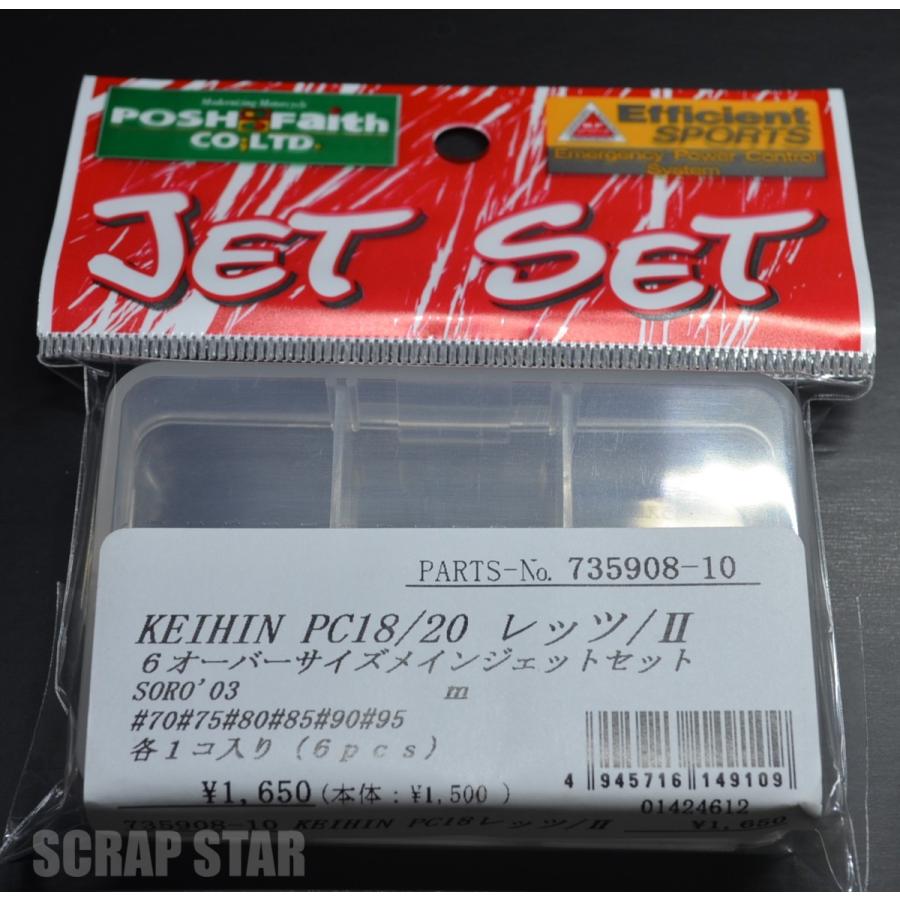 Modernizing Motorcycle
POSH Faith
CO.LTD.
Efficient
SPORTS
Emergency Power Control
System
JET SET
PARTS-No. 735908-10
KEIHIN PC18/20 レッツ/Ⅱ
6オーバーサイズメインジェットセット
SORO'03 m
#70#75#80#85#90#95
各1コ入り(6pcs)
4 945716 149109
¥1,650(本体:¥1,500 )
01424612
735908-10 KEIHIN PC18レッツ/Ⅱ ¥1,650
SCRAP STAR